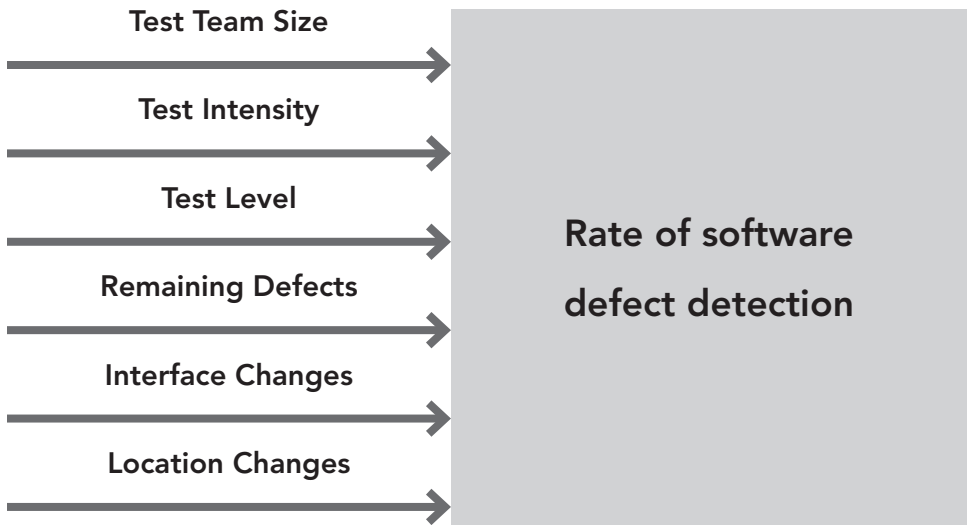 Test Team Size
Test Intensity
Test Level
Remaining Defects
Interface Changes
Location Changes
Rate of software
defect detection